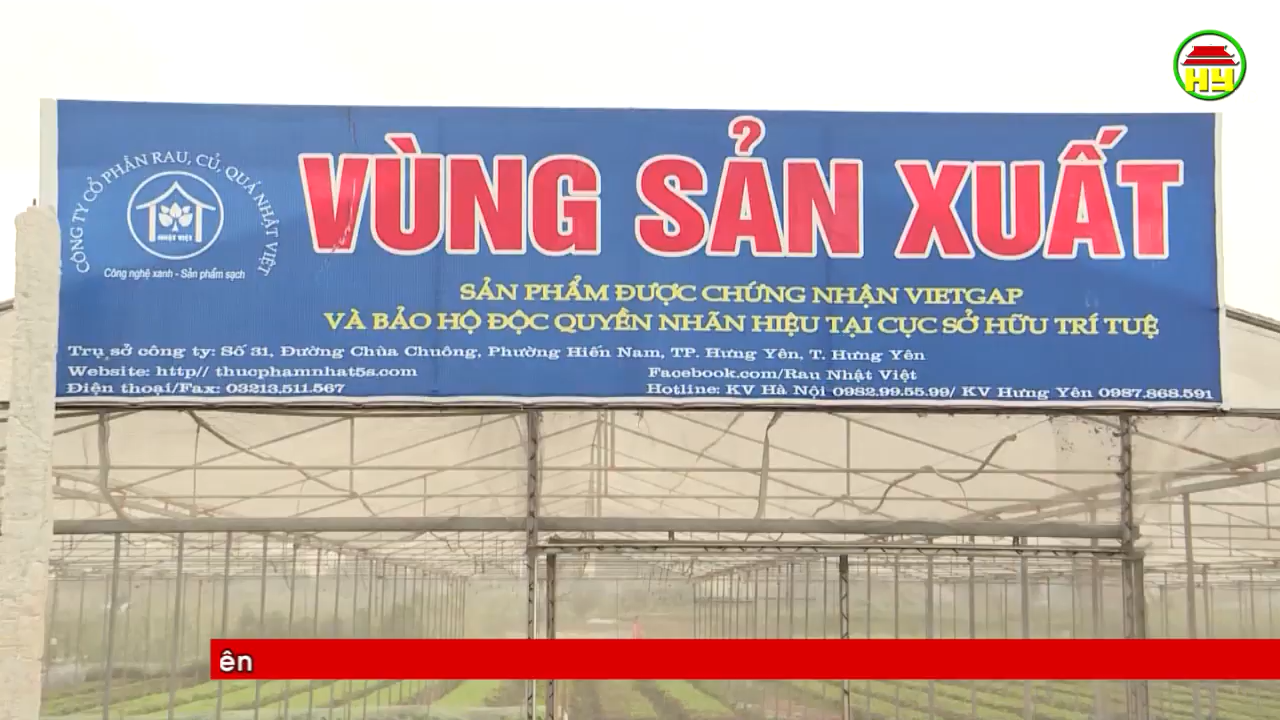 HY
CÔNG TY CỔ PHẦN RAU, CỦ, QUẢ NHẬT VIỆT
NHẬT VIỆT
Công nghệ xanh - Sản phẩm sạch
VÙNG SẢN XUẤT
SẢN PHẨM ĐƯỢC CHỨNG NHẬN VIETGAP
VÀ BẢO HỘ ĐỘC QUYỀN NHÃN HIỆU TẠI CỤC SỞ HỮU TRÍ TUỆ
Trụ sở công ty: Số 31, Đường Chùa Chuông, Phường Hiến Nam, TP. Hưng Yên, T. Hưng Yên
Website: http// thucphamnhat5s.com
Facebook.com/Rau Nhật Việt
Điện thoại/Fax: 03213.511.567
Hotline: KV Hà Nội 0982.99.55.99/ KV Hưng Yên 0987.868.591
ên